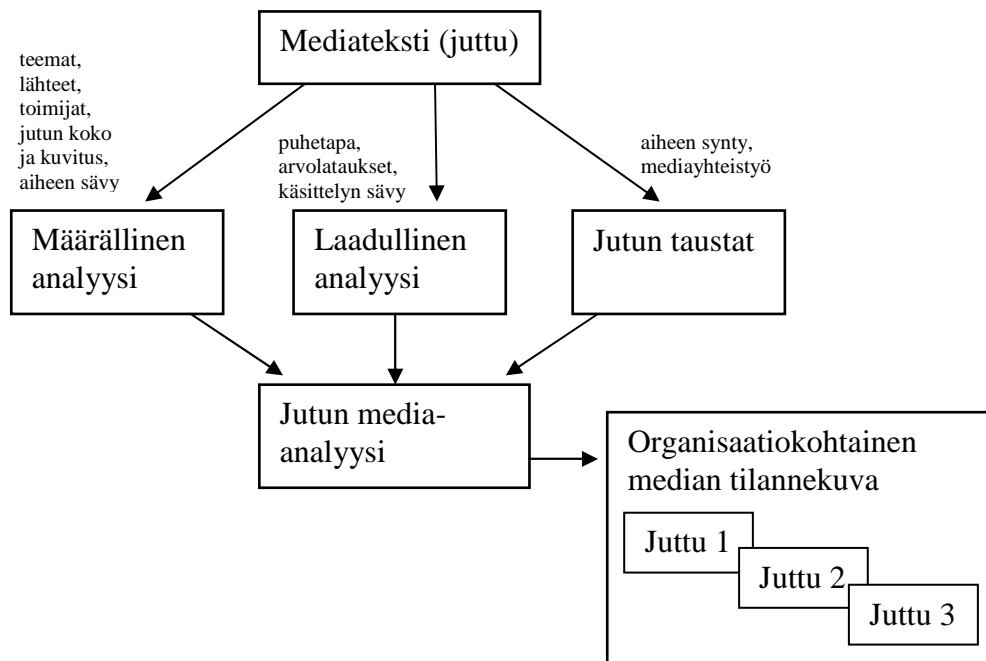 Mediateksti (juttu)
teemat,
lähteet,
toimijat,
jutun koko
ja kuvitus,
aiheen sävy
puhetapa,
arvolataukset,
käsittelyn sävy
aiheen synty,
mediayhteistyö
Määrällinen
analyysi
Laadullinen
analyysi
Jutun taustat
Jutun media-
analyysi
Organisaatiokohtainen
median tilannekuva
Juttu 1
Juttu 2
Juttu 3